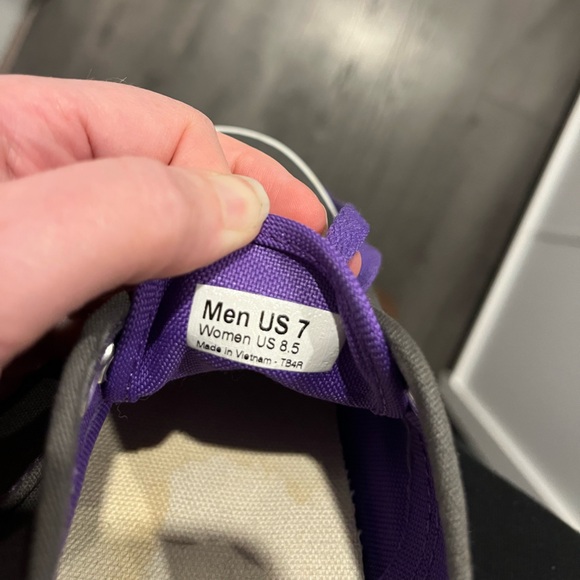 Men US 7
Women US 8.5
Made in Vietnam - TB4R